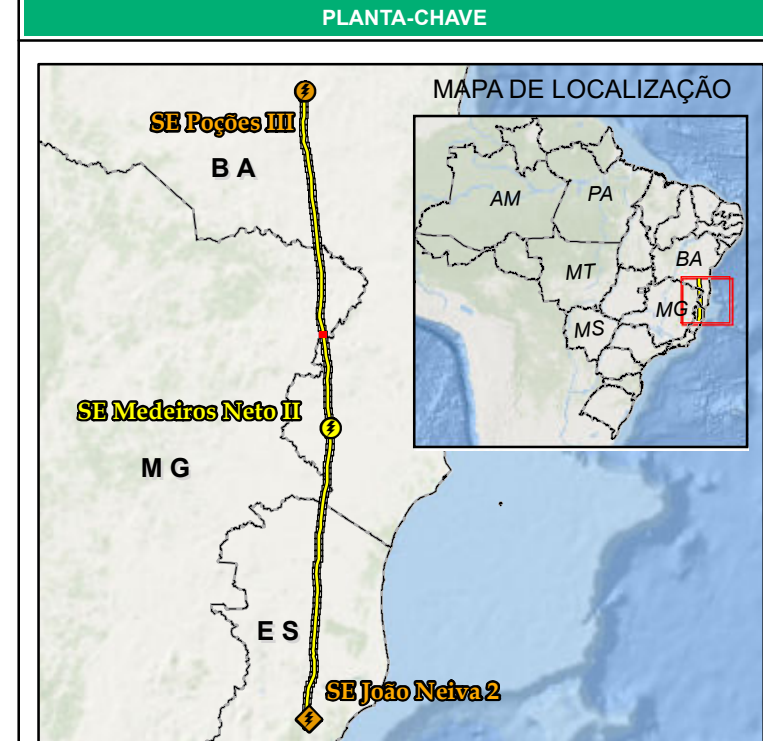 PLANTA-CHAVE
MAPA DE LOCALIZAÇÃO
SE Poções III
B A
AM
PA
BA
MT
MG
MS
SE Medeiros Neto II
M G
E S
SE João Neiva 2